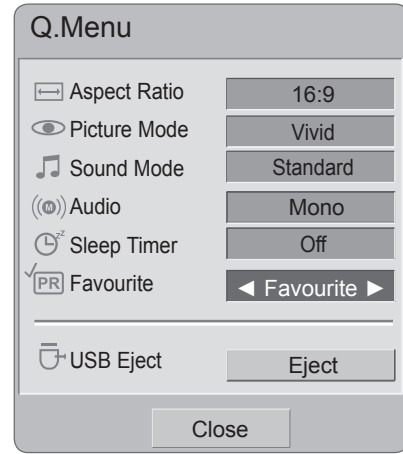 Q.Menu
Aspect Ratio 16:9
Picture Mode Vivid
Sound Mode Standard
Audio Mono
Sleep Timer Off
PR Favourite ◄ Favourite ►
USB Eject Eject
Close